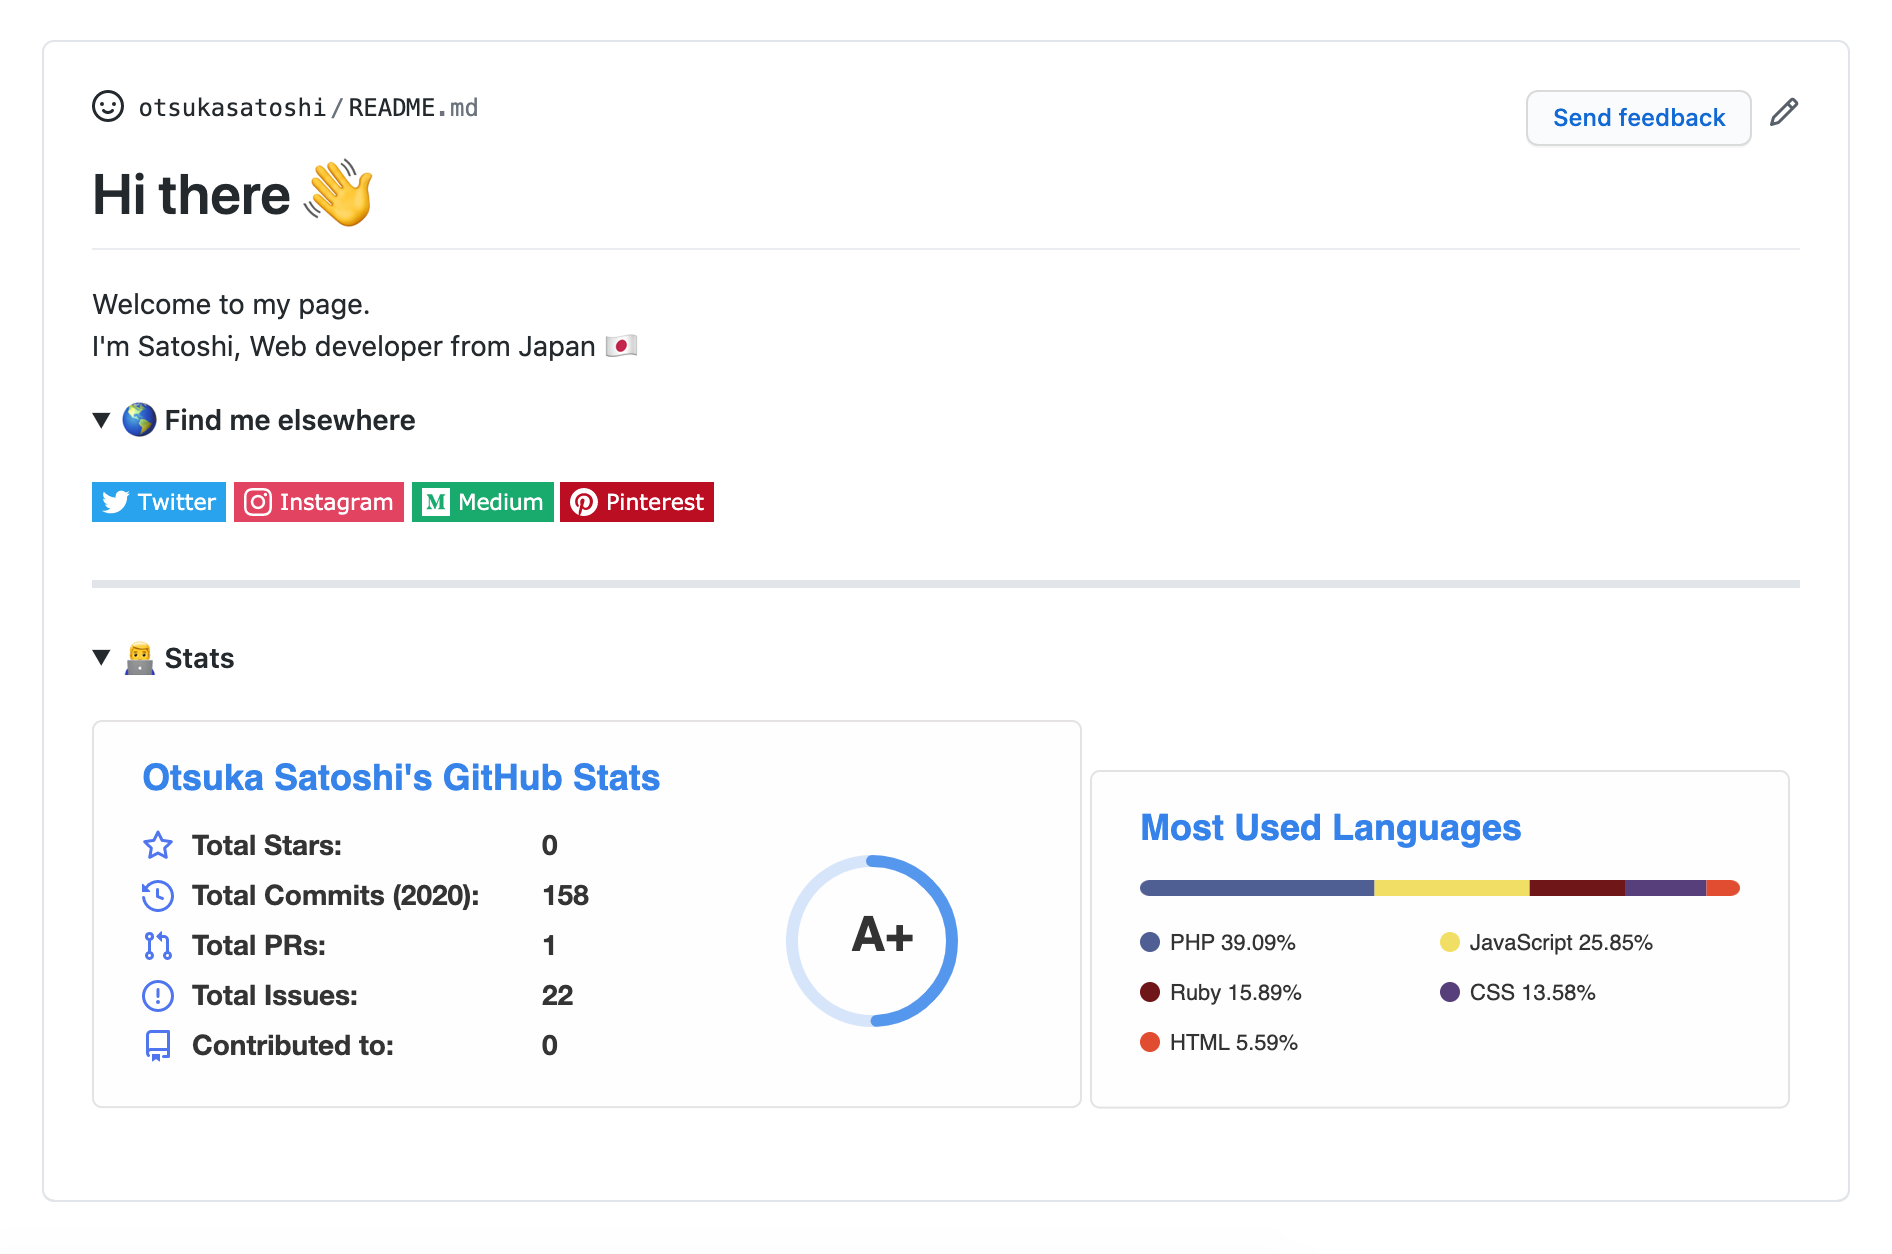 otsukasatoshi/README.md
Send feedback
Hi there 👋
Welcome to my page.
I'm Satoshi, Web developer from Japan 🇯🇵
▼ 🌎 Find me elsewhere
Twitter Instagram Medium Pinterest
▼ 👨‍💻 Stats
Otsuka Satoshi's GitHub Stats
Total Stars: 0
Total Commits (2020): 158
Total PRs: 1
Total Issues: 22
Contributed to: 0
A+
Most Used Languages
PHP 39.09% JavaScript 25.85%
Ruby 15.89% CSS 13.58%
HTML 5.59%